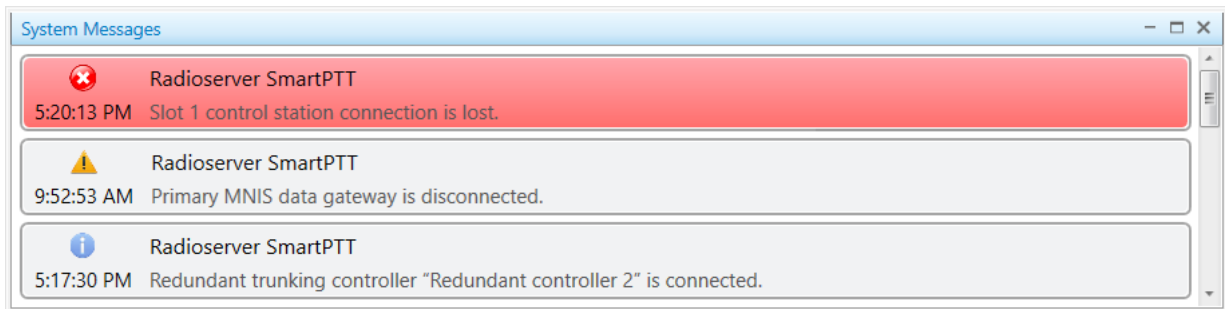 System Messages
Radioserver SmartPTT
5:20:13 PM Slot 1 control station connection is lost.
Radioserver SmartPTT
9:52:53 AM Primary MNIS data gateway is disconnected.
Radioserver SmartPTT
5:17:30 PM Redundant trunking controller “Redundant controller 2” is connected.